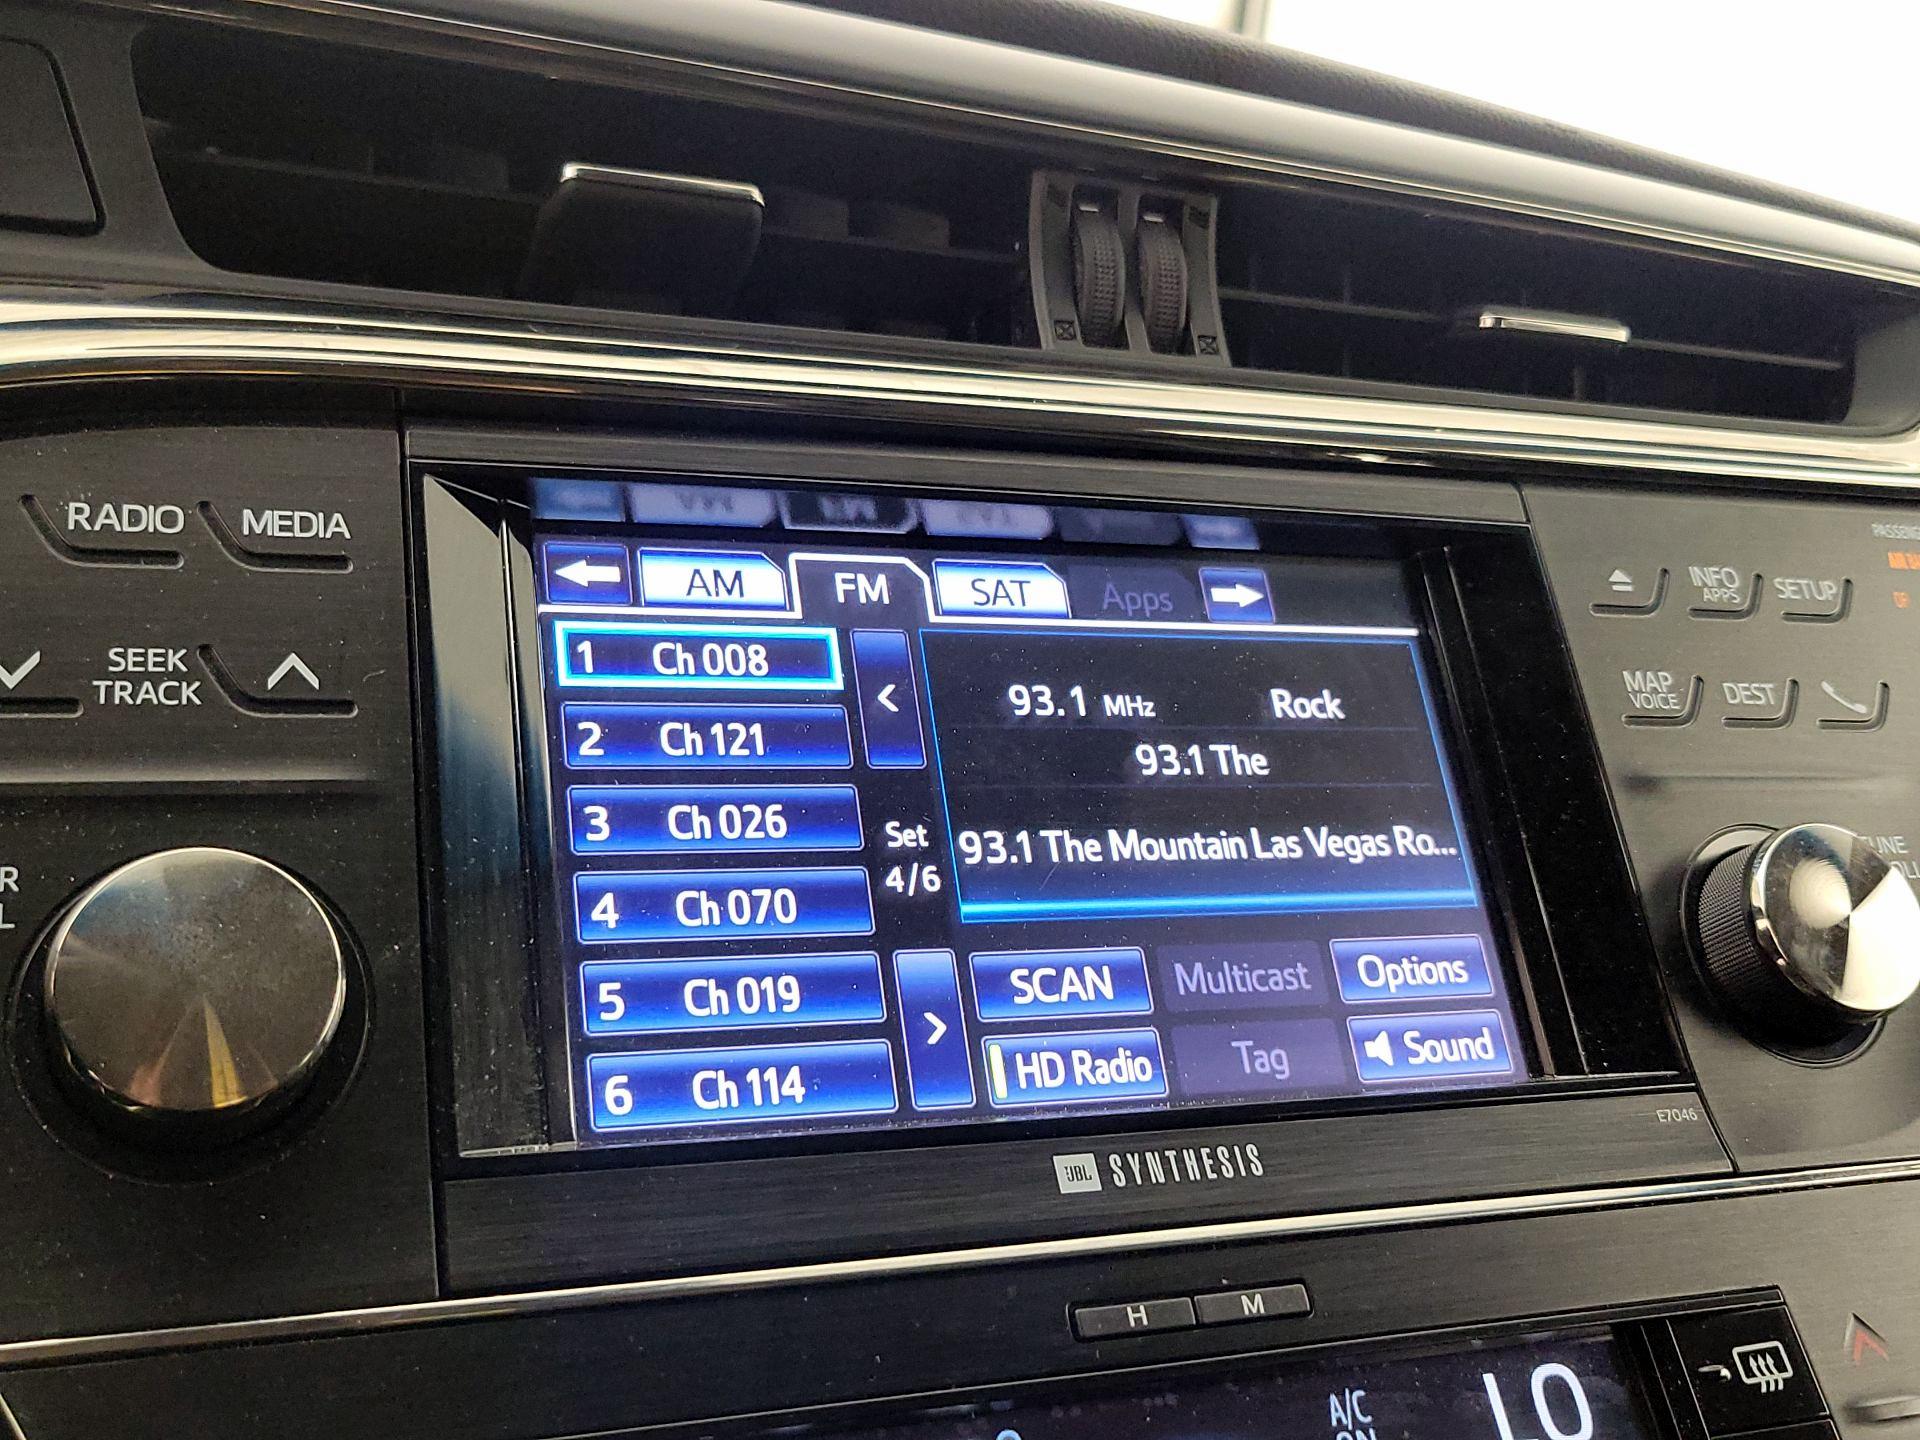 RADIO
MEDIA
SEEK
TRACK
AM
FM
SAT
Apps
1 Ch 008
2 Ch 121
3 Ch 026
4 Ch 070
5 Ch 019
6 Ch 114
<
Set
4/6
>
93.1 MHz Rock
93.1 The
93.1 The Mountain Las Vegas Ro...
SCAN
Multicast
Options
HD Radio
Tag
Sound
INFO
APPS
SETUP
MAP
VOICE
DEST
E7046
JBL SYNTHESIS
H
M
A/C
ON
LO